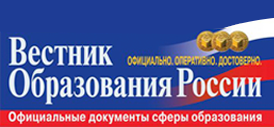 ОФИЦИАЛЬНО. ОПЕРАТИВНО. ДОСТОВЕРНО.
Вестник
Образования России
Официальные документы сферы образования